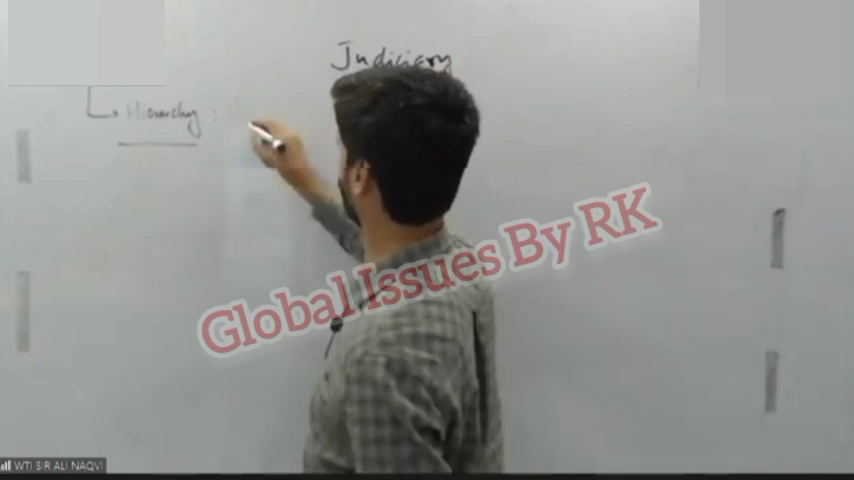 Judiciary
Hierarchy :
Global Issues By RK
WTI SIR ALI NAQVI